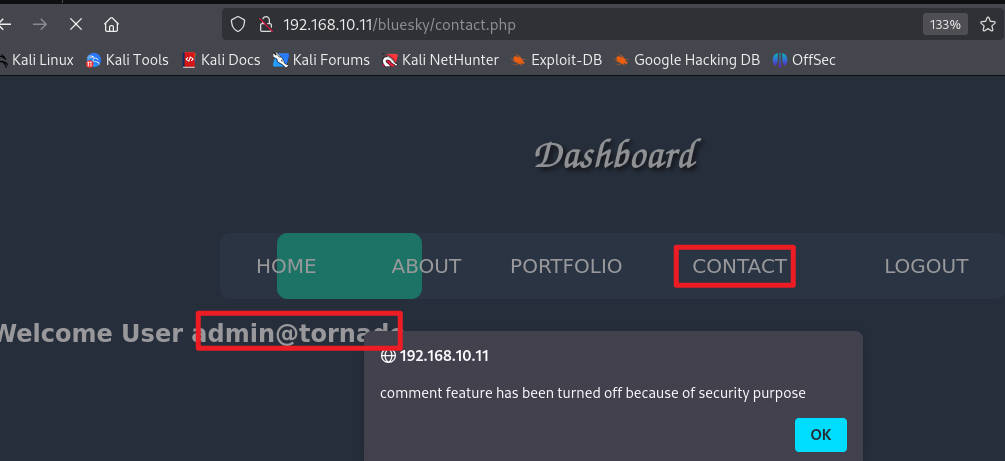 192.168.10.11/bluesky/contact.php
133%
Kali Linux Kali Tools Kali Docs Kali Forums Kali NetHunter Exploit-DB Google Hacking DB OffSec
Dashboard
HOME ABOUT PORTFOLIO CONTACT LOGOUT
Welcome User admin@tornado
192.168.10.11
comment feature has been turned off because of security purpose
OK